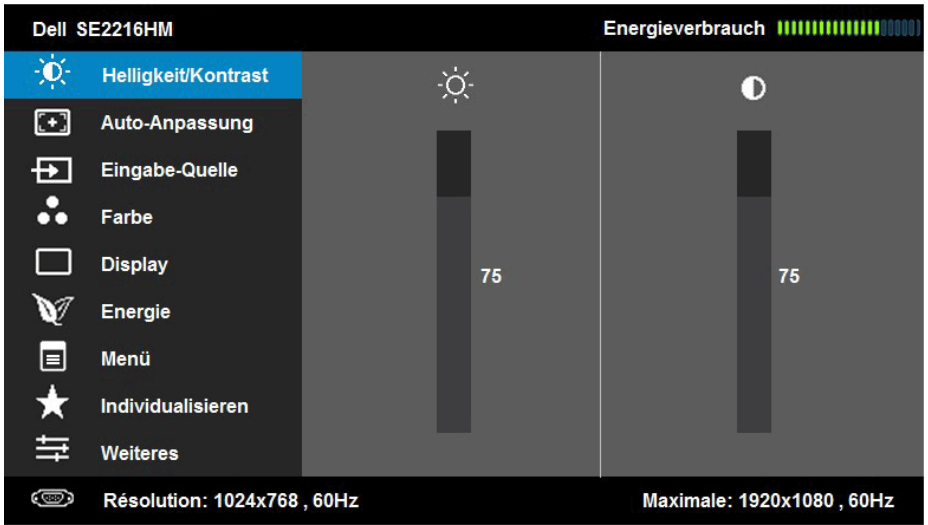 Dell SE2216HM
Energieverbrauch
Helligkeit/Kontrast
Auto-Anpassung
Eingabe-Quelle
Farbe
Display
Energie
Menü
Individualisieren
Weiteres
75
75
Résolution: 1024x768 , 60Hz
Maximale: 1920x1080 , 60Hz